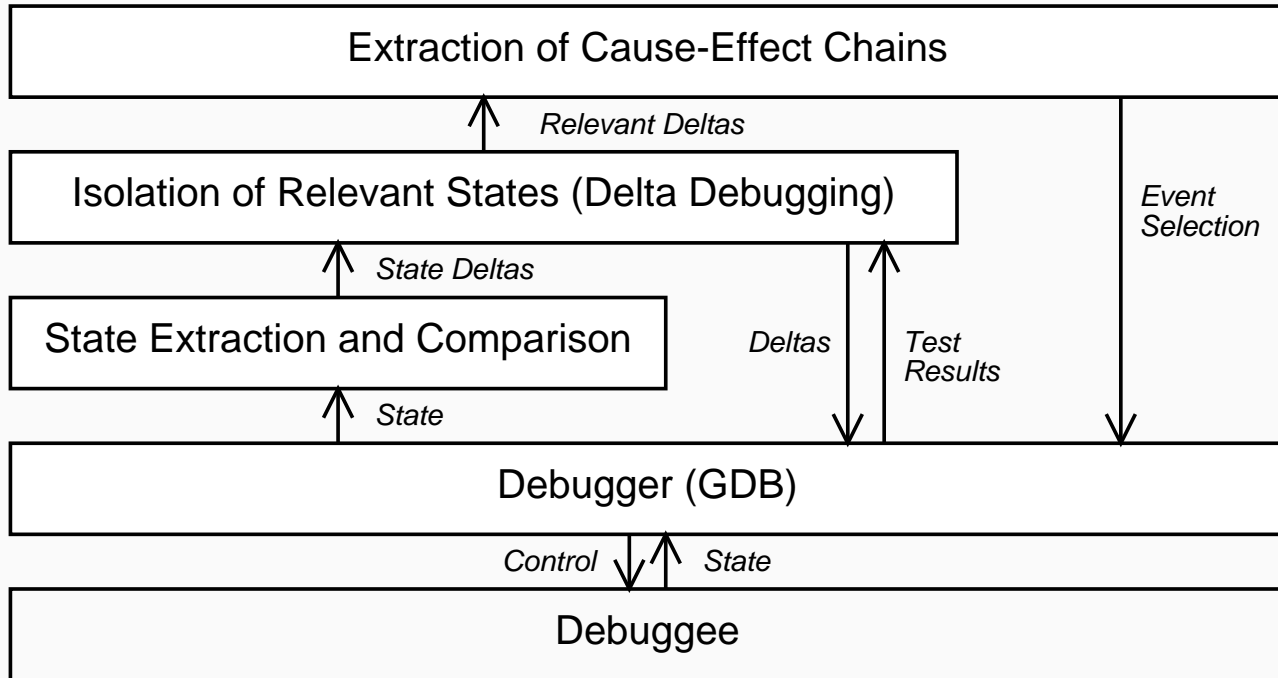 Extraction of Cause-Effect Chains
Relevant Deltas
Isolation of Relevant States (Delta Debugging)
Event
Selection
State Deltas
State Extraction and Comparison
Deltas
Test
Results
State
Debugger (GDB)
Control
State
Debuggee